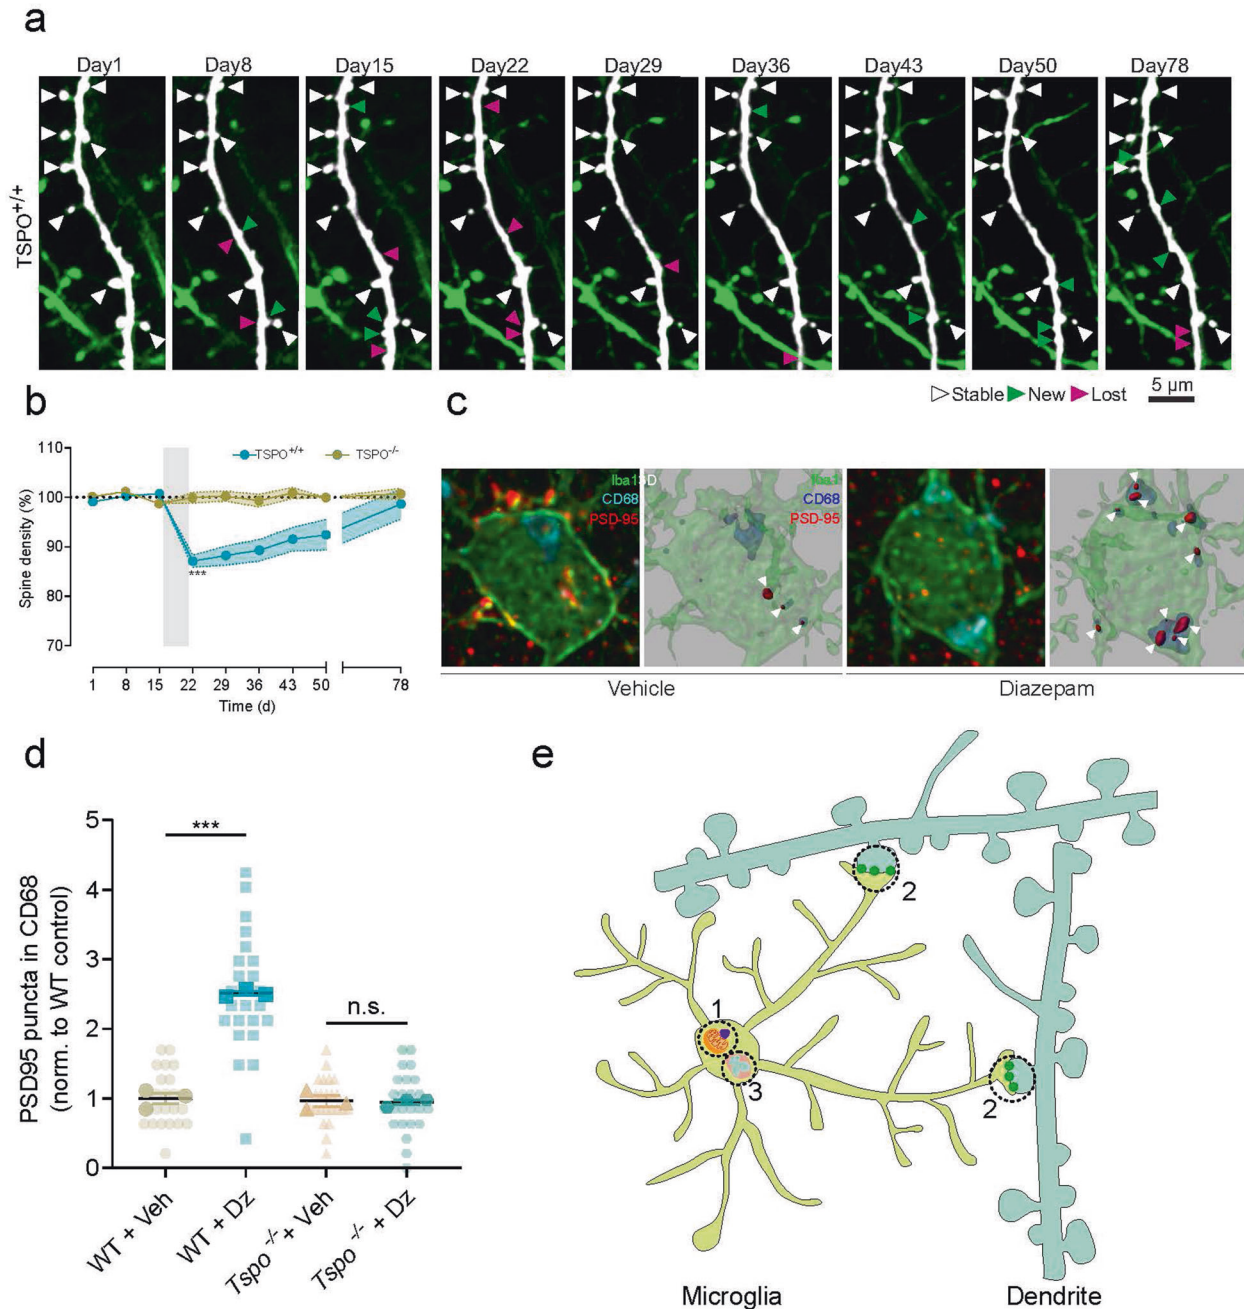 a
Day1 Day8 Day15 Day22 Day29 Day36 Day43 Day50 Day78
TSPO+/+
Stable New Lost 5 µm
b
TSPO+/+ TSPO-/-
110
100
90
80
70
Spine density (%)
1 8 15 22 29 36 43 50 78
Time (d)
***
c
Iba1 3D Iba1
CD68 CD68
PSD-95 PSD-95
Vehicle Diazepam
d
5
4
3
2
1
0
PSD95 puncta in CD68
(norm. to WT control)
***
n.s.
WT + Veh
WT + Dz
Tspo -/- + Veh
Tspo -/- + Dz
e
2
1
3
2
Microglia Dendrite